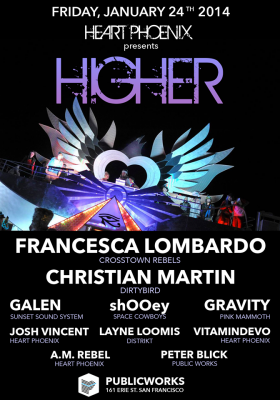 FRIDAY, JANUARY 24TH 2014
HEART PHOENIX
presents
HIGHER
FRANCESCA LOMBARDO
CROSSTOWN REBELS
CHRISTIAN MARTIN
DIRTYBIRD
GALEN shOOey GRAVITY
SUNSET SOUND SYSTEM SPACE COWBOYS PINK MAMMOTH
JOSH VINCENT LAYNE LOOMIS VITAMINDEVO
HEART PHOENIX DISTRIKT HEART PHOENIX
A.M. REBEL PETER BLICK
HEART PHOENIX PUBLIC WORKS
PUBLICWORKS
161 ERIE ST. SAN FRANCISCO